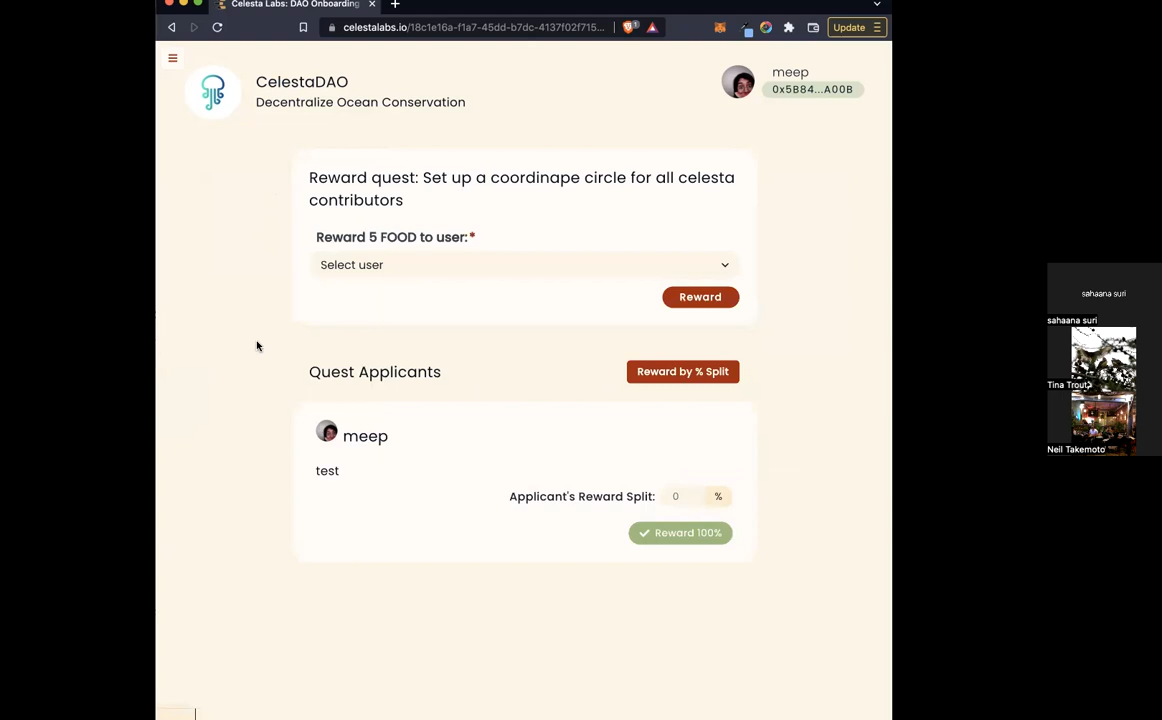 Celesta Labs: DAO Onboarding
celestalabs.io/18c1e16a-f1a7-45dd-b7dc-4137f02f715...
1
Update
CelestaDAO
Decentralize Ocean Conservation
meep
0x5B84...A00B
Reward quest: Set up a coordinape circle for all celesta
contributors
Reward 5 FOOD to user:*
Select user
Reward
Quest Applicants
Reward by % Split
meep
test
Applicant's Reward Split:
0
%
Reward 100%
sahaana suri
sahaana suri
Tina Trout
Neil Takemoto